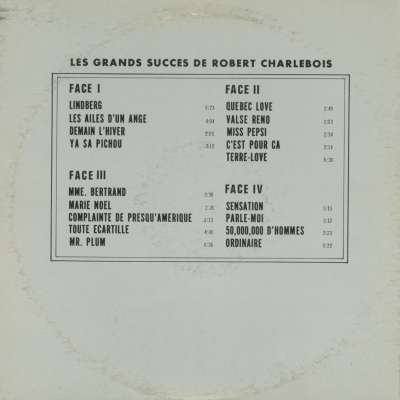 LES GRANDS SUCCES DE ROBERT CHARLEBOIS
FACE I
LINDBERG
LES AILES D'UN ANGE 4:04
DEMAIN L'HIVER
YA SA PICHOU
FACE II
QUEBEC LOVE
VALSE RENO
MISS PEPSI
C'EST POUR CA
TERRE-LOVE
FACE III
MME. BERTRAND
MARIE NOEL
COMPLAINTE DE PRESQU'AMERIQUE
TOUTE ECARTILLE
MR. PLUM
FACE IV
SENSATION
PARLE-MOI
50,000,000 D'HOMMES
ORDINAIRE